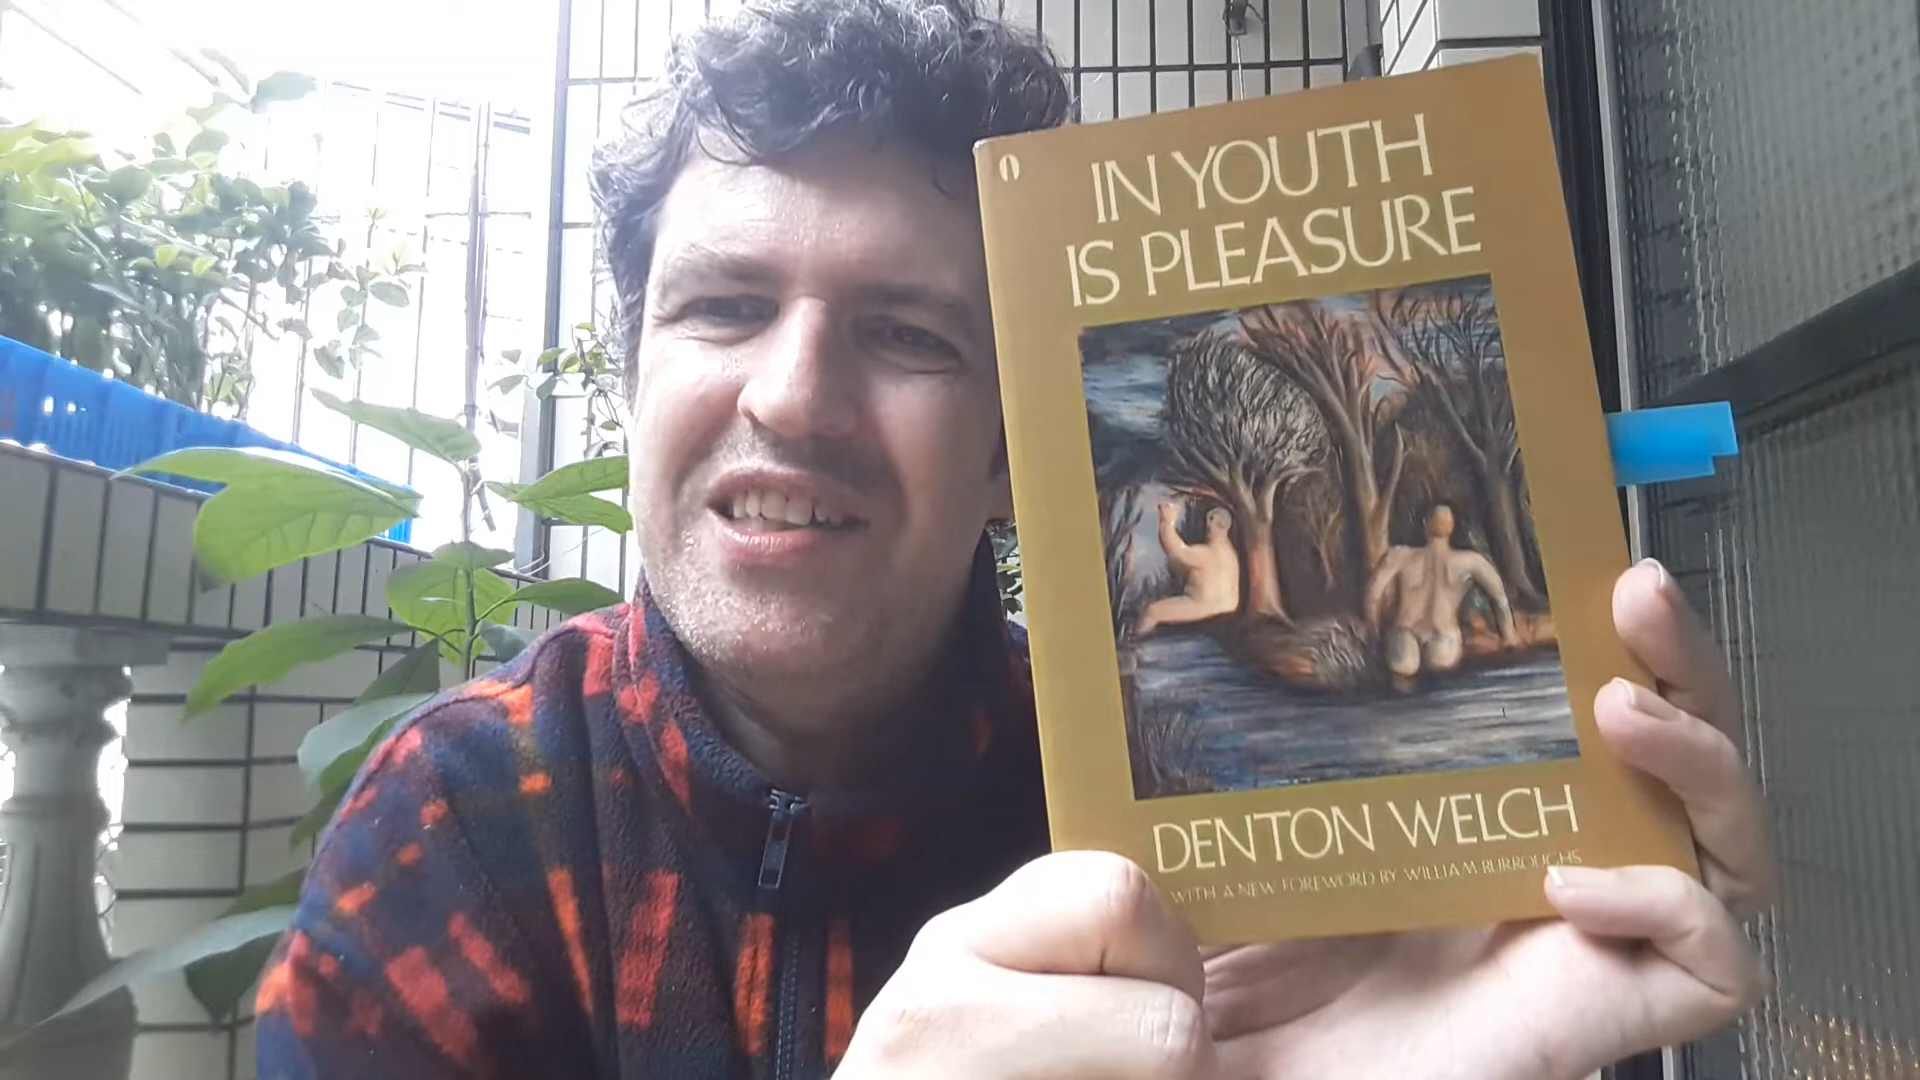 IN YOUTH
IS PLEASURE
DENTON WELCH
WITH A NEW FOREWORD BY WILLIAM BURROUGHS